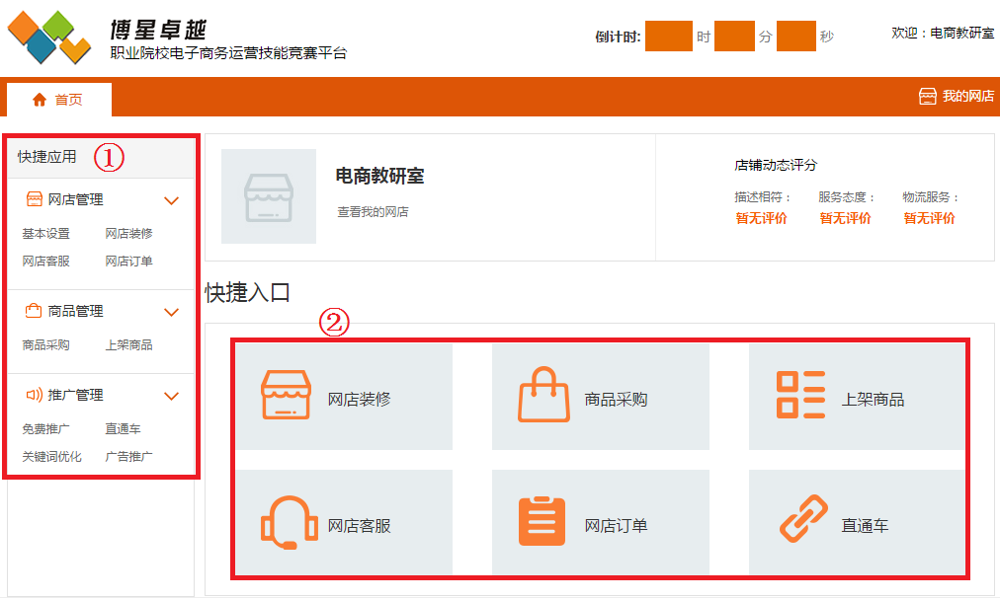 博星卓越
职业院校电子商务运营技能竞赛平台
倒计时: 时 分 秒
欢迎：电商教研室
首页
我的网店
快捷应用 ①
网店管理
基本设置 网店装修
网店客服 网店订单
商品管理
商品采购 上架商品
推广管理
免费推广 直通车
关键词优化 广告推广
电商教研室
查看我的网店
店铺动态评分
描述相符： 服务态度： 物流服务：
暂无评价 暂无评价 暂无评价
快捷入口
②
网店装修 商品采购 上架商品
网店客服 网店订单 直通车